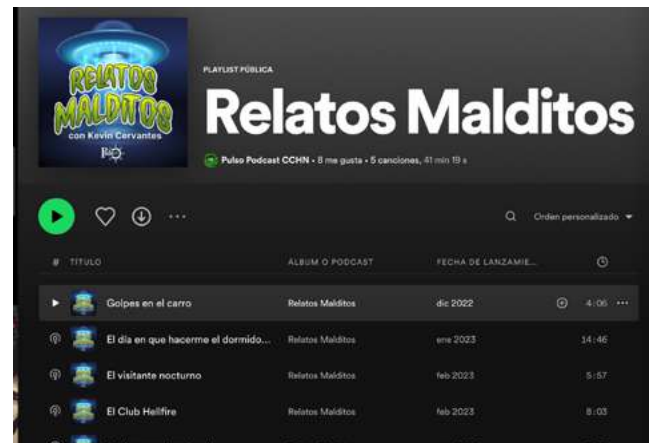 RELATOS
MALDITOS
con Kevin Cervantes
PLAYLIST PÚBLICA
Relatos Malditos
Pulso Podcast CCHN • 8 me gusta • 5 canciones, 41 min 19 s
Orden personalizado
# TÍTULO ÁLBUM O PODCAST FECHA DE LANZAMIE...
Golpes en el carro Relatos Malditos dic 2022 4:06
El día en que hacerme el dormido... Relatos Malditos ene 2023 14:46
El visitante nocturno Relatos Malditos feb 2023 5:57
El Club Hellfire Relatos Malditos feb 2023 8:03